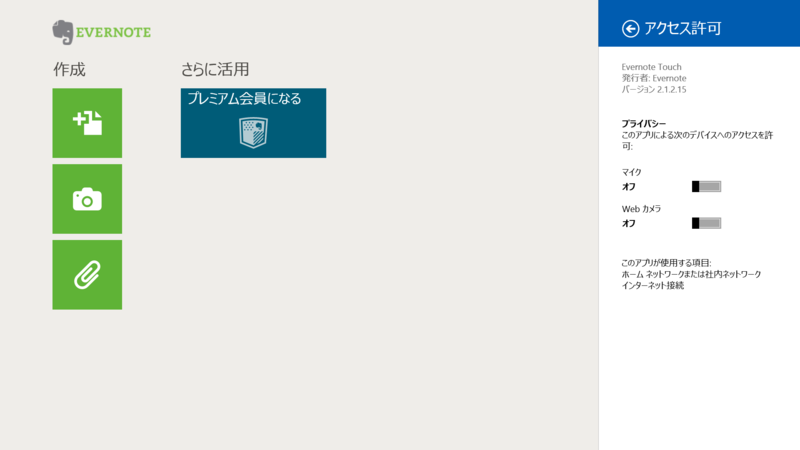 EVERNOTE
作成
さらに活用
プレミアム会員になる
アクセス許可
Evernote Touch
発行者: Evernote
バージョン 2.1.2.15
プライバシー
このアプリによる次のデバイスへのアクセスを許
可:
マイク
オフ
Web カメラ
オフ
このアプリが使用する項目:
ホーム ネットワークまたは社内ネットワーク
インターネット接続